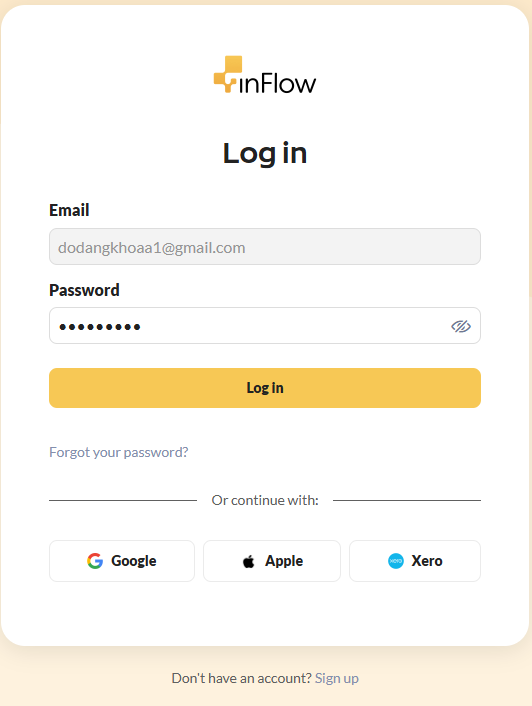 inFlow
Log in
Email
dodangkhoaa1@gmail.com
Password
•••••••••
Log in
Forgot your password?
Or continue with:
Google
Apple
xero
Xero
Don't have an account? Sign up